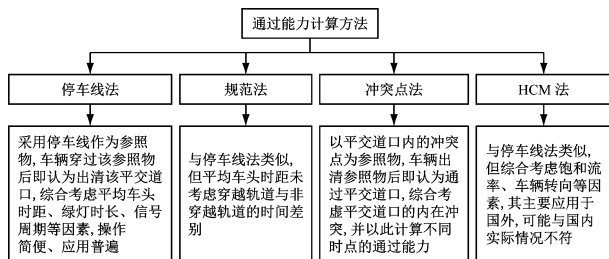 通过能力计算方法
停车线法
规范法
冲突点法
HCM 法
采用停车线作为参照
物,车辆穿过该参照物
后即认为出清该平交道
口,综合考虑平均车头
时距、绿灯时长、信号
周期等因素,操作
简便、应用普遍
与停车线法类似,
但平均车头时距未
考虑穿越轨道与非
穿越轨道的时间差
别
以平交道口内的冲突
点为参照物,车辆出
清参照物后即认为通
过平交道口,综合考
虑平交道口的内在冲
突,并以此计算不同
时点的通过能力
与停车线法类似,
但综合考虑饱和流
率、车辆转向等因
素,其主要应用于
国外,可能与国内
实际情况不符